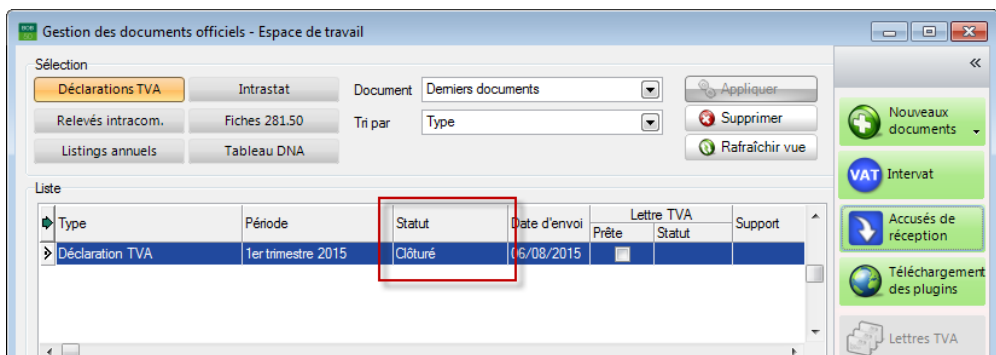 Gestion des documents officiels - Espace de travail
Sélection
Déclarations TVA
Intrastat
Document
Derniers documents
Appliquer
Relevés intracom.
Fiches 281.50
Tri par
Type
Supprimer
Listings annuels
Tableau DNA
Rafraîchir vue
Liste
Type
Période
Statut
Date d'envoi
Lettre TVA
Prête
Statut
Support
Déclaration TVA
1er trimestre 2015
Clôturé
06/08/2015
«
Nouveaux
documents
VAT
Intervat
Accusés de
réception
Téléchargement
des plugins
Lettres TVA